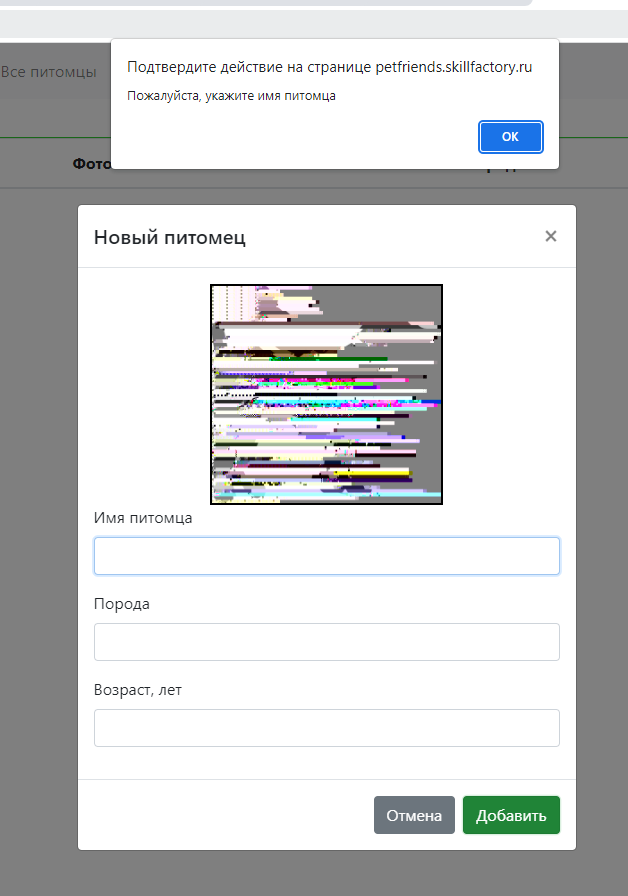 Все питомцы
Подтвердите действие на странице petfriends.skillfactory.ru
Пожалуйста, укажите имя питомца
ОК
Фото
Новый питомец
×
Имя питомца
Порода
Возраст, лет
Отмена
Добавить